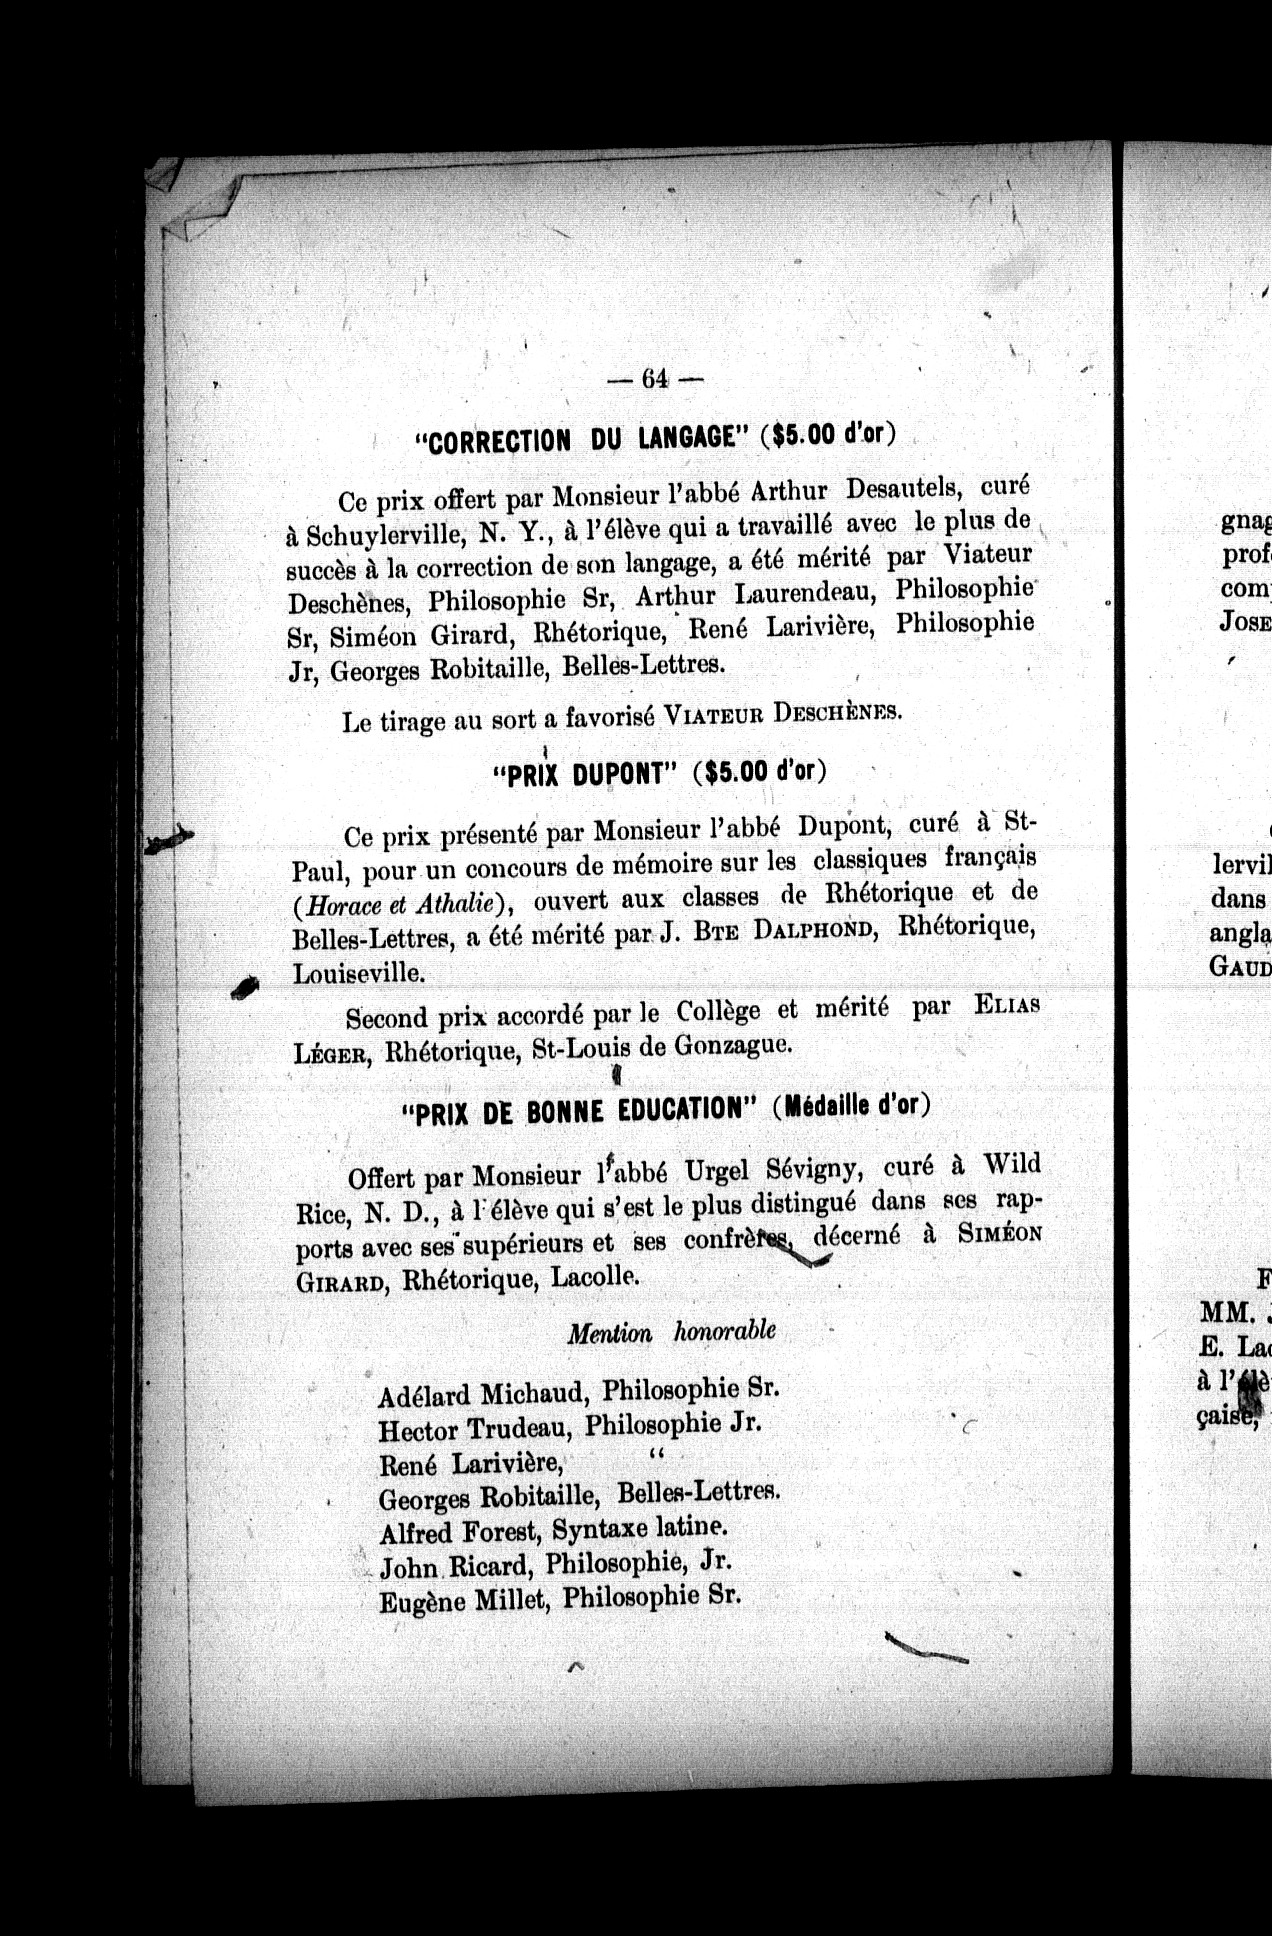 — 64 —
"CORRECTION DU LANGAGE" ($5.00 d'or)
Ce prix offert par Monsieur l'abbé Arthur Desautels, curé
à Schuylerville, N. Y., à l'élève qui a travaillé avec le plus de
succès à la correction de son langage, a été mérité par Viateur
Deschènes, Philosophie Sr, Arthur Laurendeau, Philosophie
Sr, Siméon Girard, Rhétorique, René Larivière, Philosophie
Jr, Georges Robitaille, Belles-Lettres.
Le tirage au sort a favorisé VIATEUR DESCHÈNES.
"PRIX DUPONT" ($5.00 d'or)
Ce prix présenté par Monsieur l'abbé Dupont, curé à St-
Paul, pour un concours de mémoire sur les classiques français
(Horace et Athalie), ouvert aux classes de Rhétorique et de
Belles-Lettres, a été mérité par J. BTE DALPHOND, Rhétorique,
Louiseville.
Second prix accordé par le Collège et mérité par ELIAS
LÉGER, Rhétorique, St-Louis de Gonzague.
"PRIX DE BONNE EDUCATION" (Médaille d'or)
Offert par Monsieur l'abbé Urgel Sévigny, curé à Wild
Rice, N. D., à l'élève qui s'est le plus distingué dans ses rap-
ports avec ses supérieurs et ses confrères, décerné à SIMÉON
GIRARD, Rhétorique, Lacolle.
Mention honorable
Adélard Michaud, Philosophie Sr.
Hector Trudeau, Philosophie Jr.
René Larivière, "
Georges Robitaille, Belles-Lettres.
Alfred Forest, Syntaxe latine.
John Ricard, Philosophie, Jr.
Eugène Millet, Philosophie Sr.
gnag
prof
com
JOSE
lervil
dans
angla
GAUD
F
MM.
E. La
à l'élè
çaise,